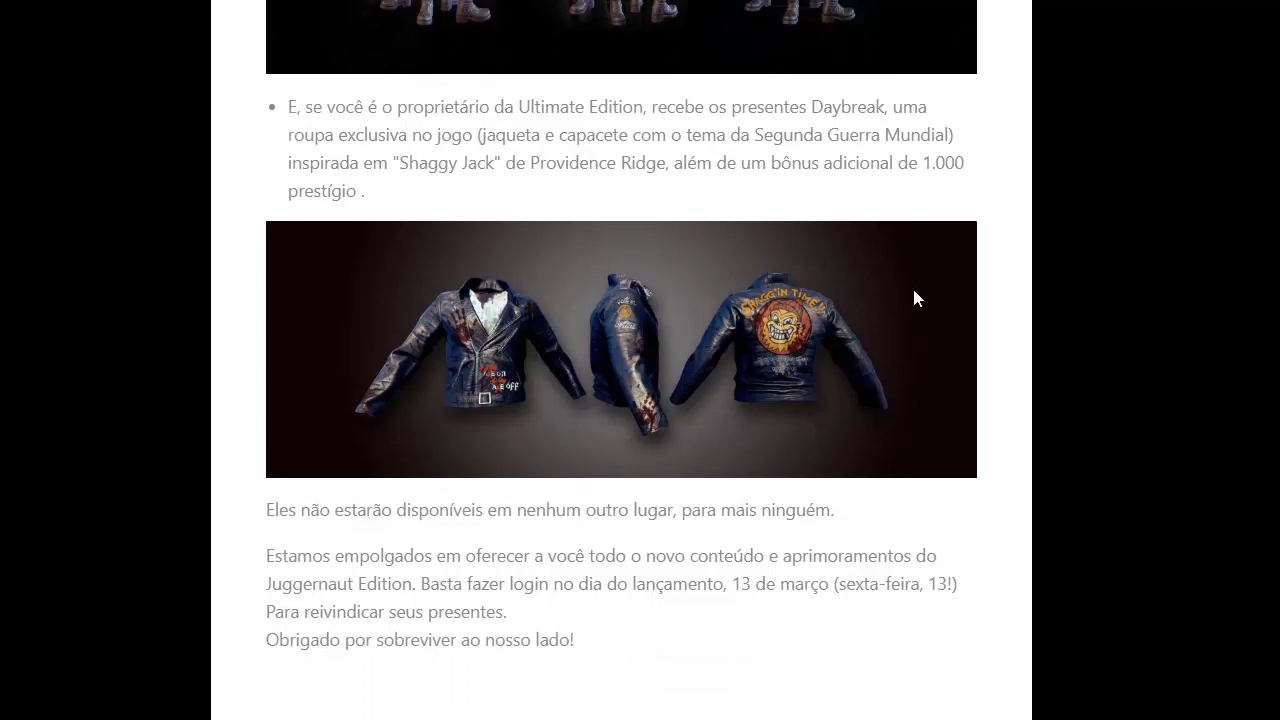 E, se você é o proprietário da Ultimate Edition, recebe os presentes Daybreak, uma
roupa exclusiva no jogo (jaqueta e capacete com o tema da Segunda Guerra Mundial)
inspirada em "Shaggy Jack" de Providence Ridge, além de um bônus adicional de 1.000
prestígio .
SHAGG'IN TIME!!
Eles não estarão disponíveis em nenhum outro lugar, para mais ninguém.
Estamos empolgados em oferecer a você todo o novo conteúdo e aprimoramentos do
Juggernaut Edition. Basta fazer login no dia do lançamento, 13 de março (sexta-feira, 13!)
Para reivindicar seus presentes.
Obrigado por sobreviver ao nosso lado!